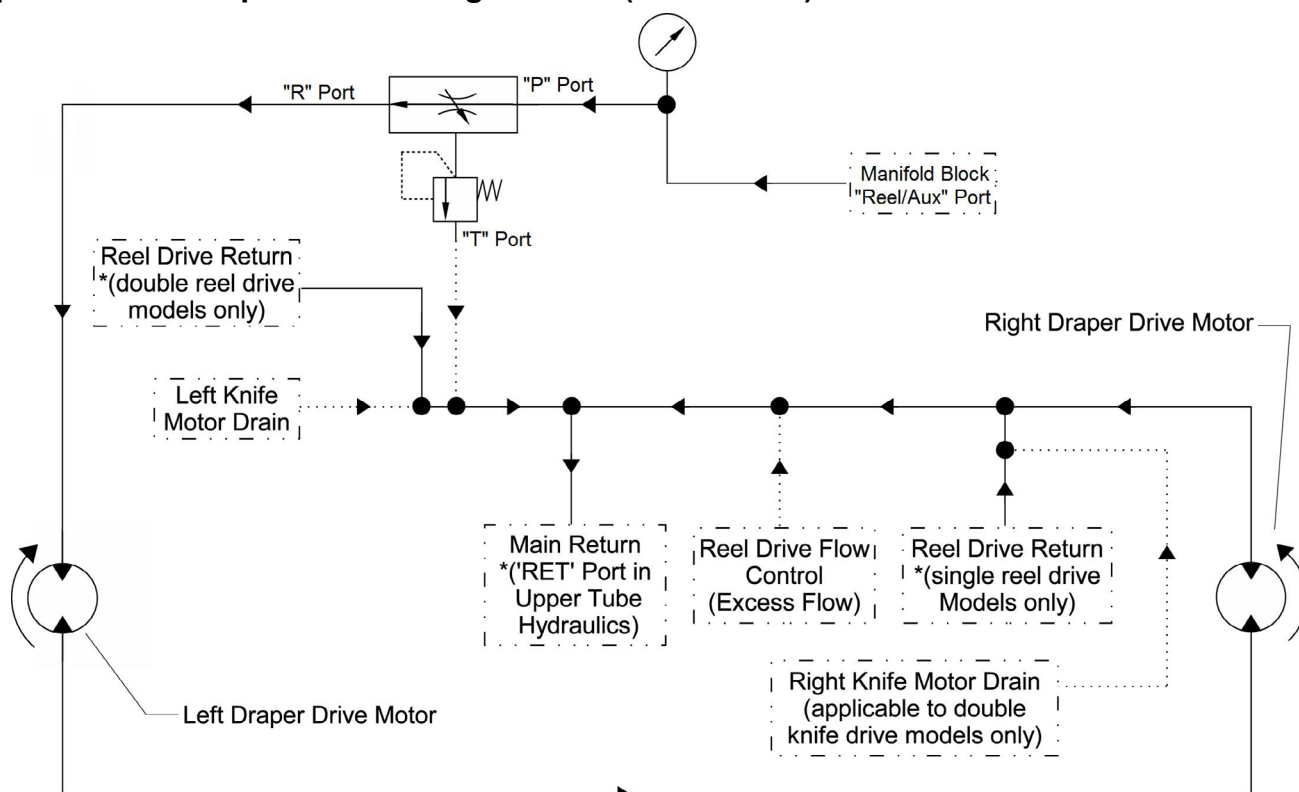 "R" Port
"P" Port
Manifold Block
"Reel/Aux" Port
"T" Port
Reel Drive Return
*(double reel drive
models only)
Right Draper Drive Motor
Left Knife
Motor Drain
Main Return
*('RET' Port in
Upper Tube
Hydraulics)
Reel Drive Flow
Control
(Excess Flow)
Reel Drive Return
*(single reel drive
Models only)
Right Knife Motor Drain
(applicable to double
knife drive models only)
Left Draper Drive Motor